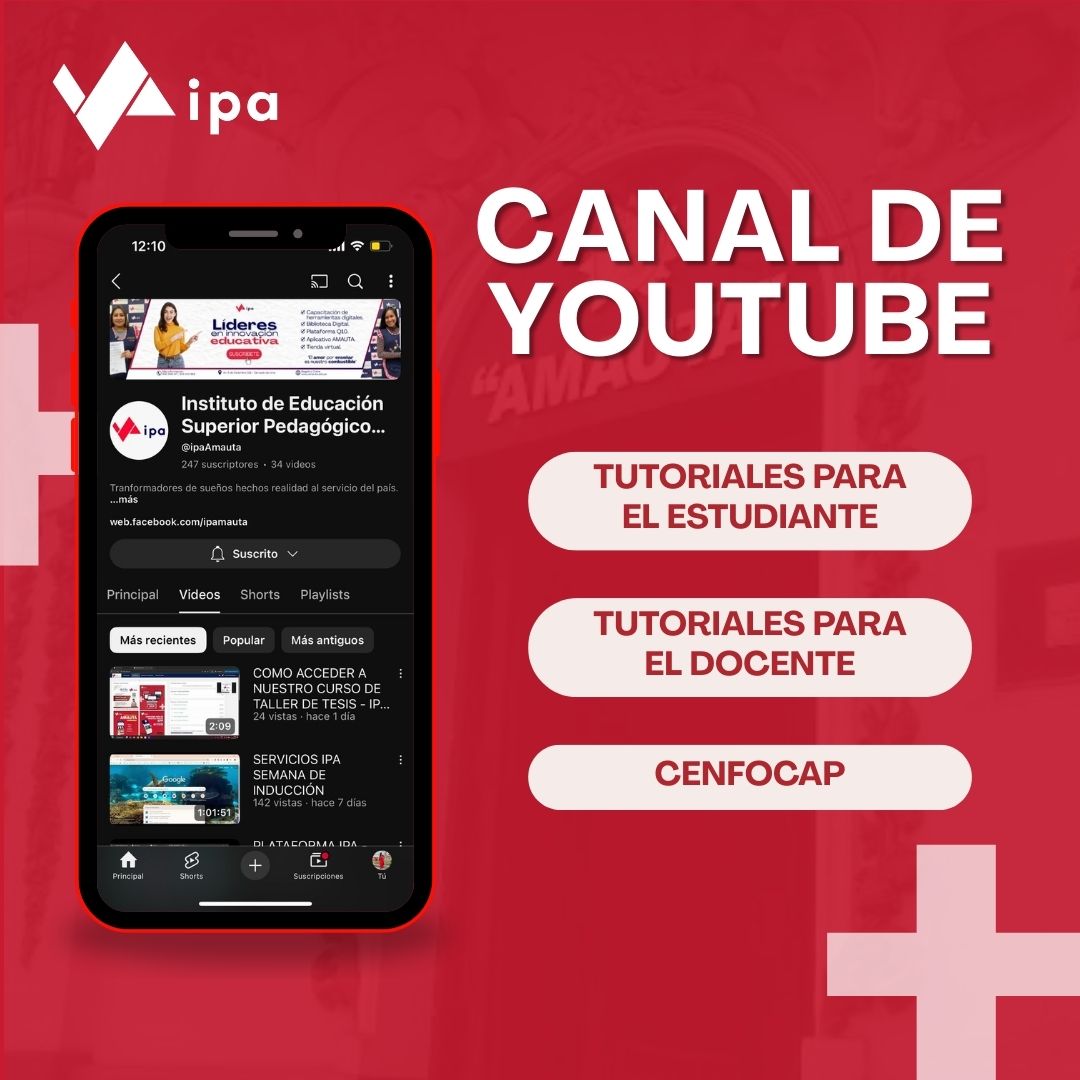 ipa
CANAL DE
YOUTUBE
"AMAUTA
TUTORIALES PARA
EL ESTUDIANTE
TUTORIALES PARA
EL DOCENTE
CENFOCAP
12:10
ipa
Líderes
en innovación
educativa
SUSCRÍBETE
Capacitación de
herramientas digitales.
Biblioteca Digital.
Plataforma Q10.
Aplicativo AMAUTA.
Tienda virtual.
"El amor por enseñar
es nuestro combustible"
ipa
Instituto de Educación
Superior Pedagógico...
@ipaAmauta
247 suscriptores • 34 videos
Tranformadores de sueños hechos realidad al servicio del país.
...más
web.facebook.com/ipamauta
Suscrito
Principal Videos Shorts Playlists
Más recientes Popular Más antiguos
COMO ACCEDER A
NUESTRO CURSO DE
TALLER DE TESIS - IP...
24 vistas · hace 1 día
2:09
SERVICIOS IPA
SEMANA DE
INDUCCIÓN
142 vistas · hace 7 días
Google
1:01:51
PLATAFORMA IPA -
Principal Shorts Suscripciones Tú